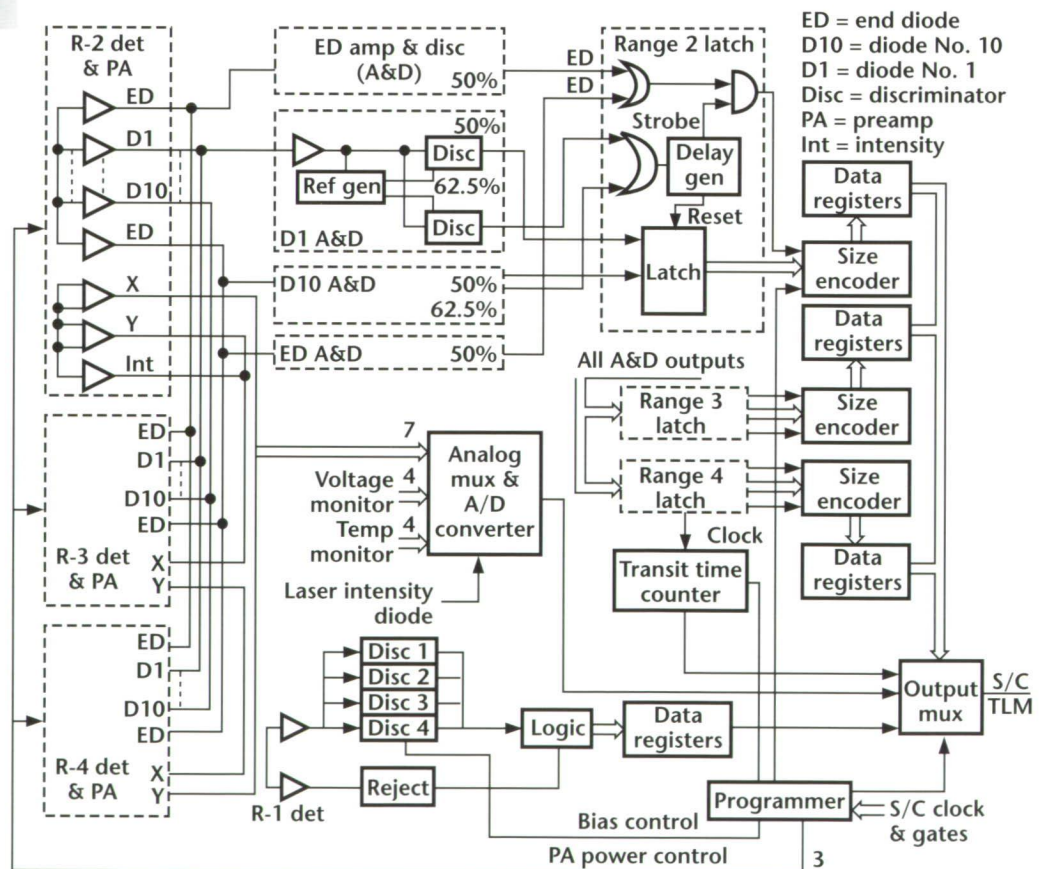 R-2 det
& PA
ED
D1
D10
ED
X
Y
Int
ED amp & disc
(A&D)
50%
50%
Disc
Ref gen
62.5%
Disc
D1 A&D
D10 A&D
50%
62.5%
ED A&D
50%
ED
ED
Range 2 latch
Strobe
Delay
gen
Reset
Latch
ED = end diode
D10 = diode No. 10
D1 = diode No. 1
Disc = discriminator
PA = preamp
Int = intensity
Data
registers
Size
encoder
Data
registers
All A&D outputs
Range 3
latch
Size
encoder
Range 4
latch
Size
encoder
Data
registers
Clock
Transit time
counter
ED
D1
D10
ED
X
Y
R-3 det
& PA
7
Voltage
monitor
4
Temp
monitor
4
Analog
mux &
A/D
converter
Laser intensity
diode
ED
D1
D10
ED
X
Y
R-4 det
& PA
Disc 1
Disc 2
Disc 3
Disc 4
R-1 det
Reject
Logic
Data
registers
Output
mux
S/C
TLM
Programmer
S/C clock
& gates
Bias control
PA power control
3